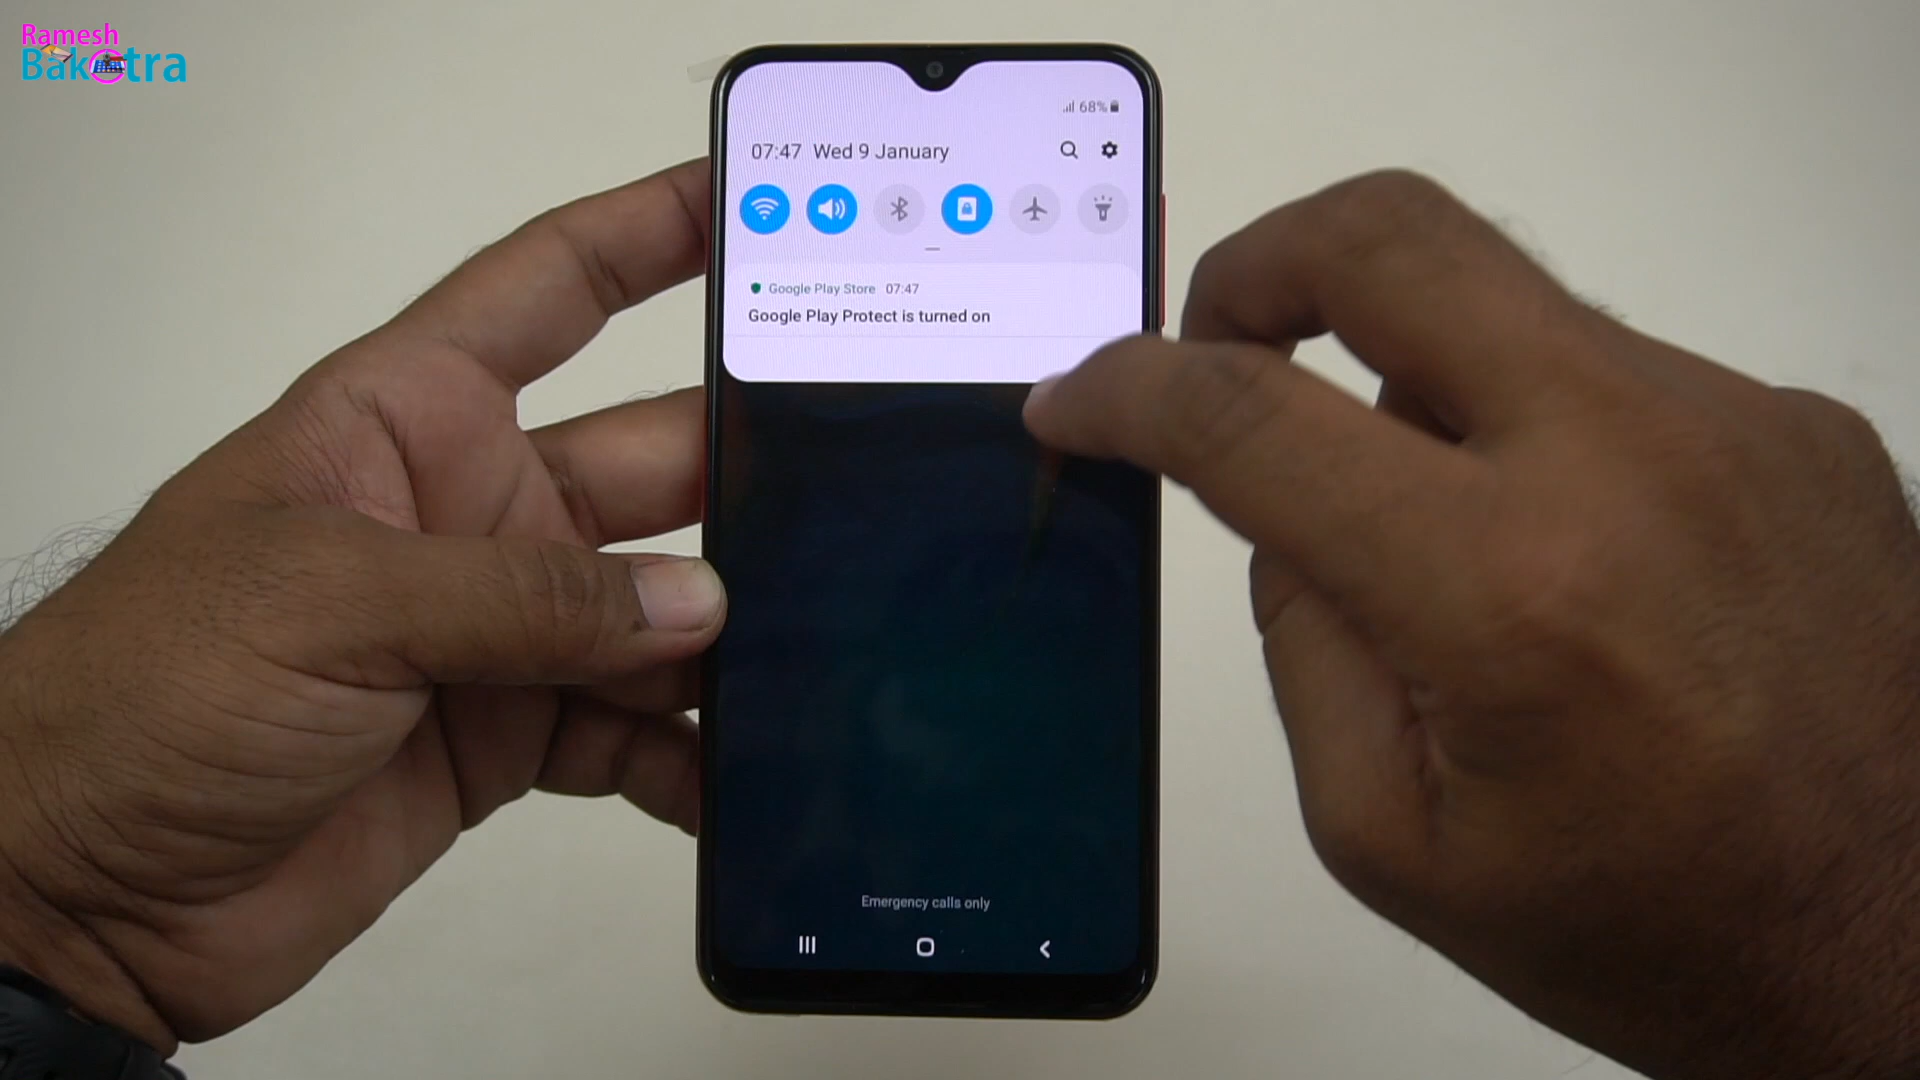 Ramesh
Bakotra
68%
07:47 Wed 9 January
Google Play Store 07:47
Google Play Protect is turned on
Emergency calls only